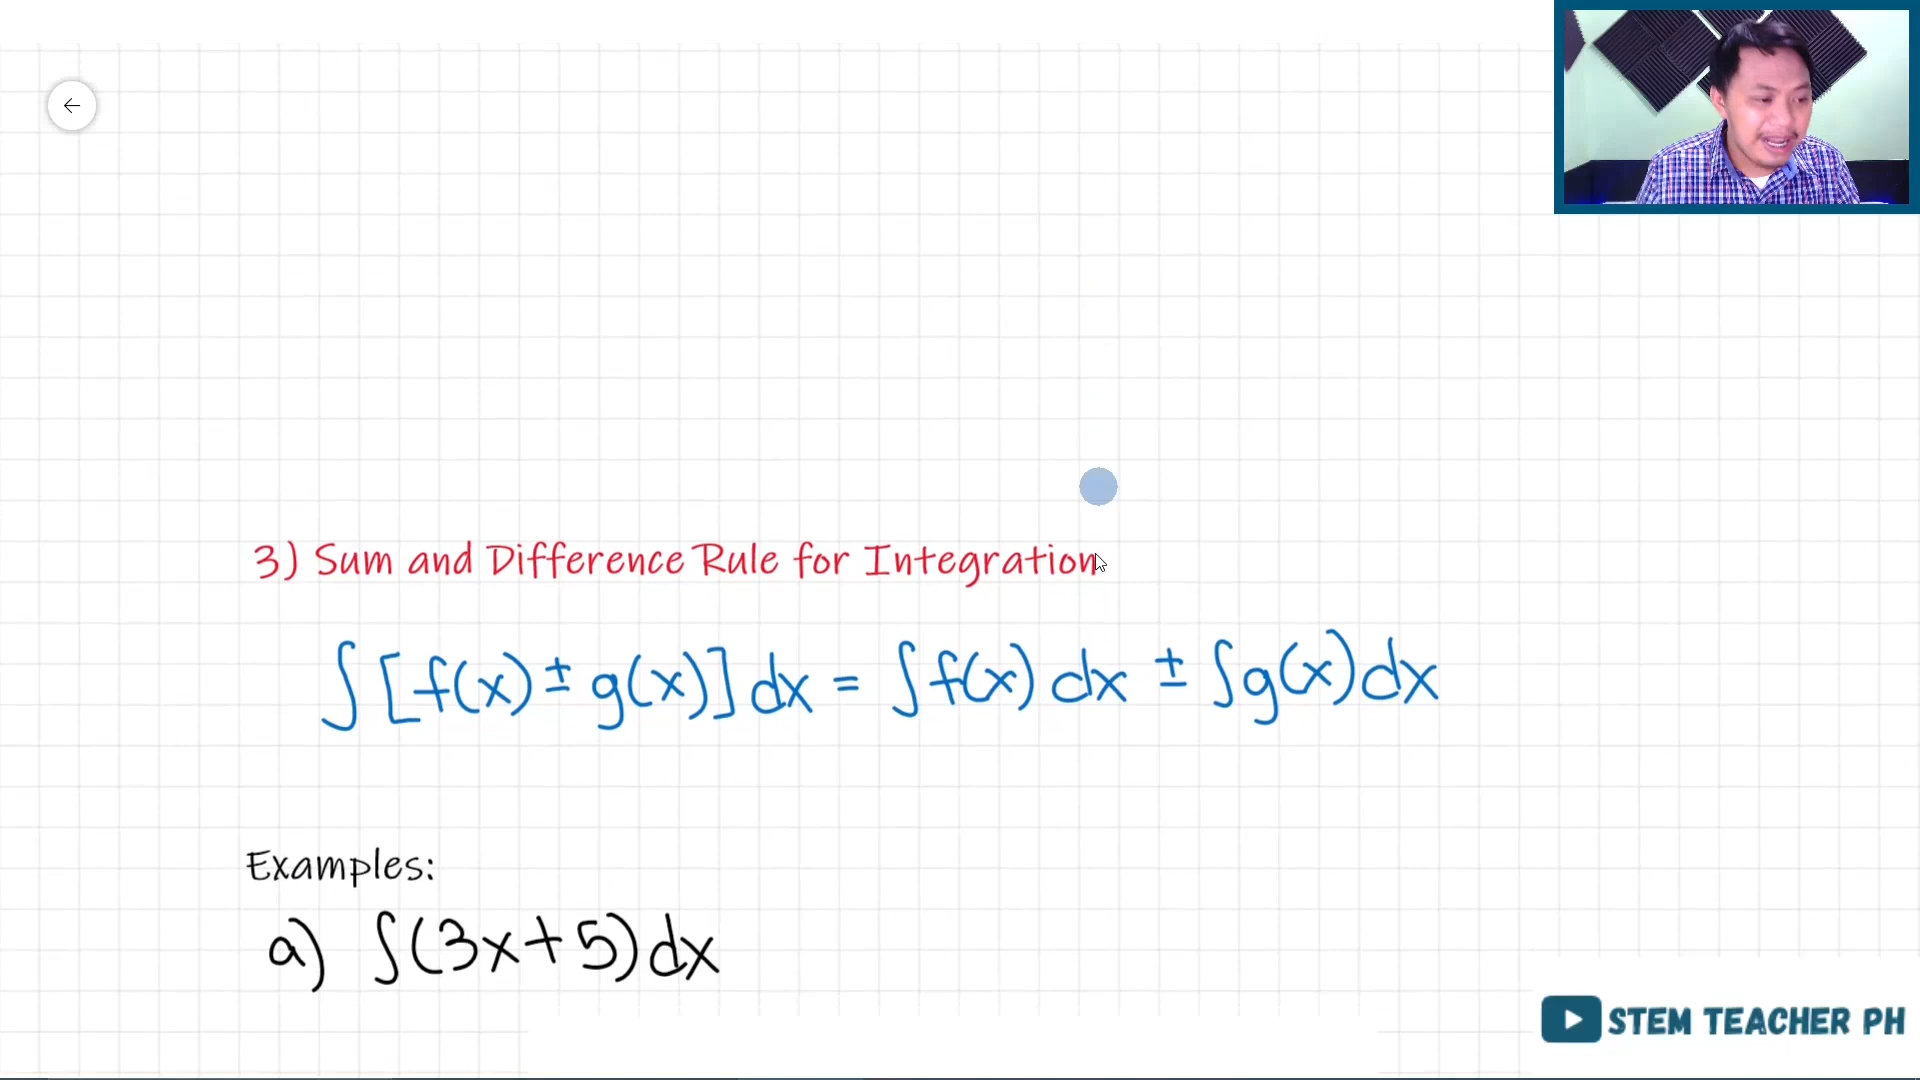 3) Sum and Difference Rule for Integration
∫[f(x) ± g(x)] dx = ∫f(x) dx ± ∫g(x) dx
Examples:
a) ∫(3x+5)dx
STEM TEACHER PH